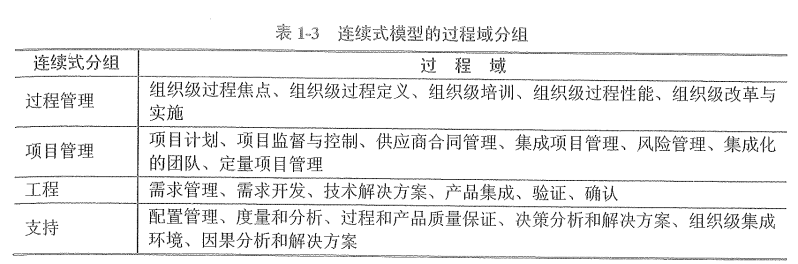 表 1-3 连续式模型的过程域分组
连续式分组 过 程 域
过程管理 组织级过程焦点、组织级过程定义、组织级培训、组织级过程性能、组织级改革与
实施
项目管理 项目计划、项目监督与控制、供应商合同管理、集成项目管理、风险管理、集成化
的团队、定量项目管理
工程 需求管理、需求开发、技术解决方案、产品集成、验证、确认
支持 配置管理、度量和分析、过程和产品质量保证、决策分析和解决方案、组织级集成
环境、因果分析和解决方案